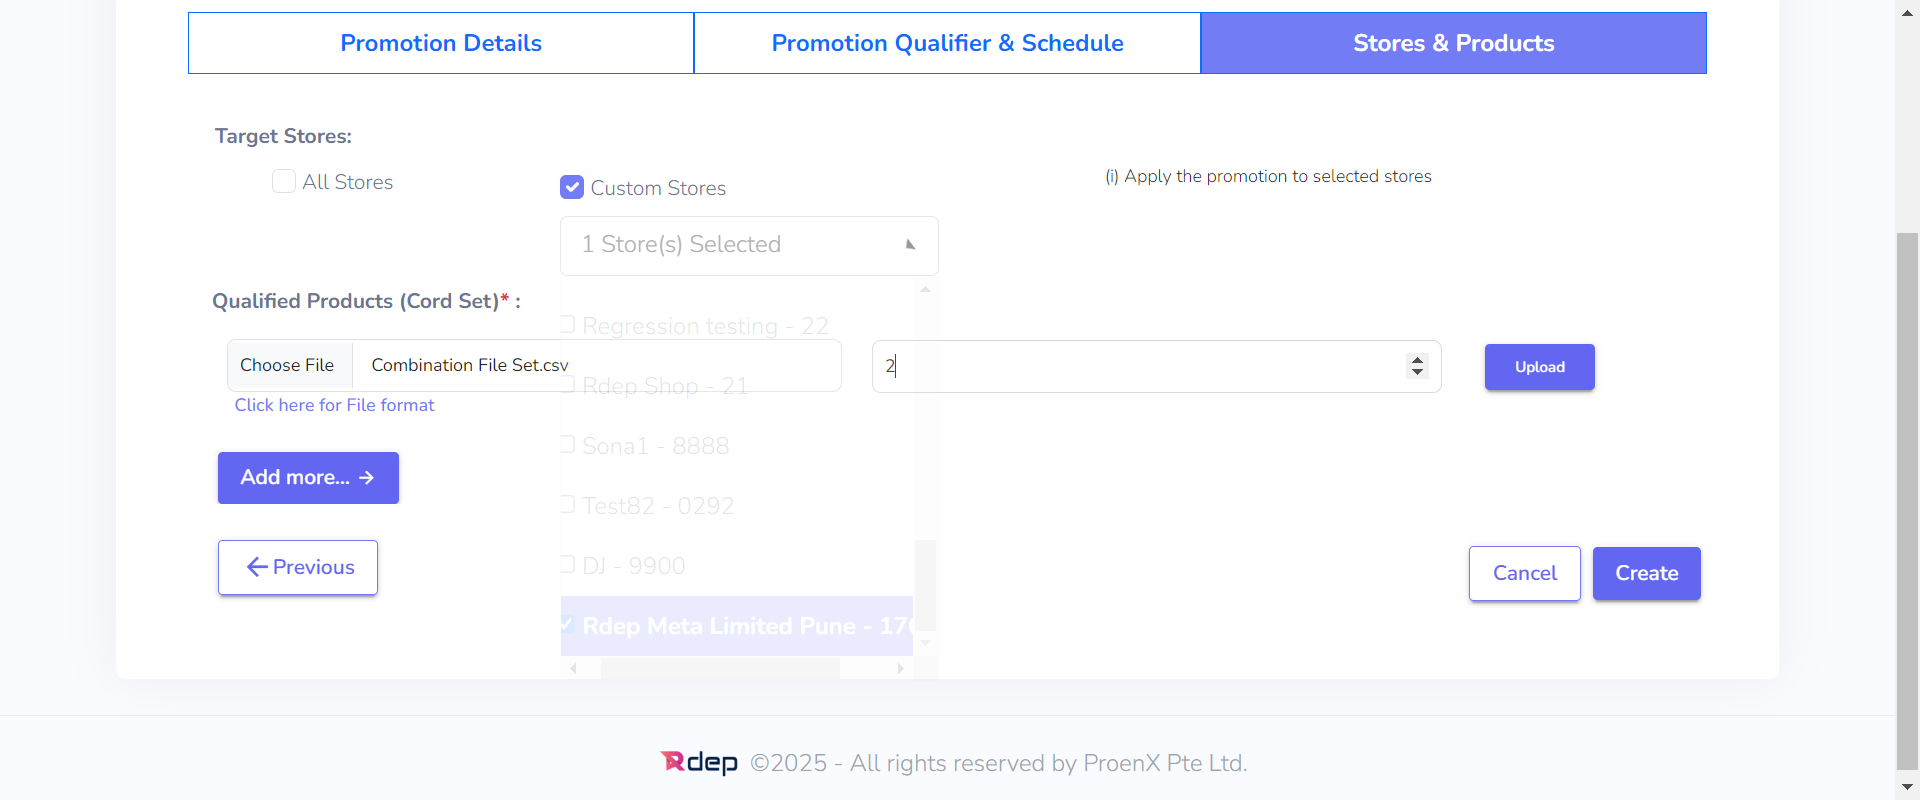 Promotion Details
Promotion Qualifier & Schedule
Stores & Products
Target Stores:
All Stores
Custom Stores
(i) Apply the promotion to selected stores
1 Store(s) Selected
Qualified Products (Cord Set)* :
Regression testing - 22
Choose File
Combination File Set.csv
2
Upload
Rdep Shop - 21
Click here for File format
Sona1 - 8888
Add more...
Test82 - 0292
Previous
DJ - 9900
Cancel
Create
Rdep Meta Limited Pune - 17
Rdep ©2025 - All rights reserved by ProenX Pte Ltd.